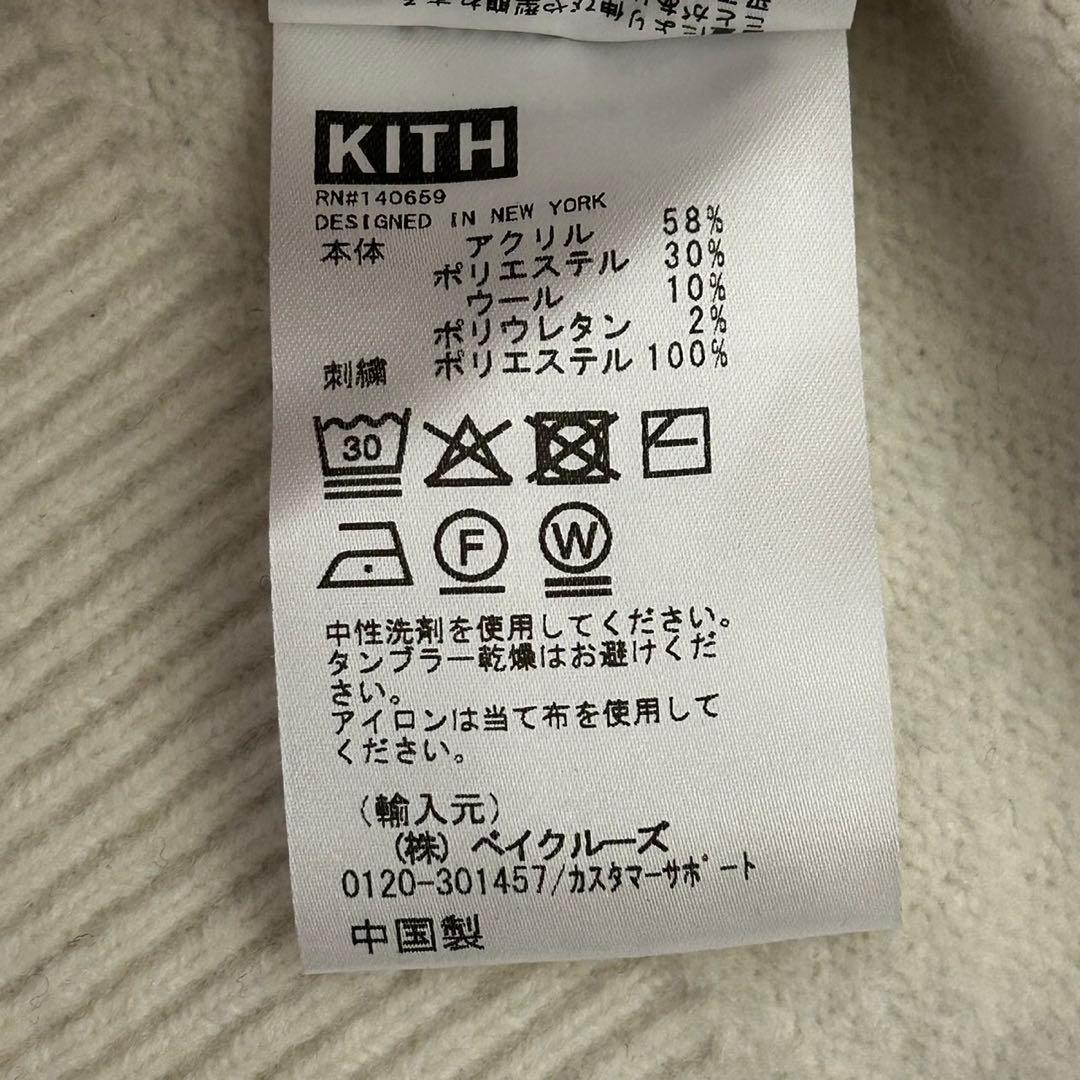 KITH
RN#140659
DESIGNED IN NEW YORK
本体 アクリル 58%
ポリエステル 30%
ウール 10%
ポリウレタン 2%
刺繍 ポリエステル 100%
30
F W
中性洗剤を使用してください。
タンブラー乾燥はお避けくだ
さい。
アイロンは当て布を使用して
ください。
(輸入元)
(株) ベイクルーズ
0120-301457/カスタマーサポート
中国製